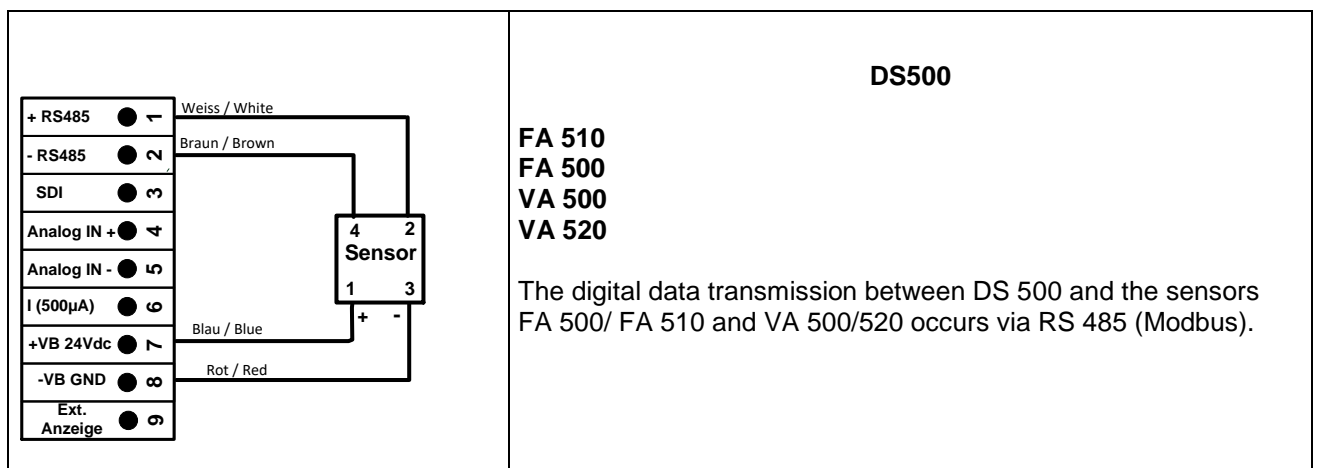 + RS485 1
- RS485 2
SDI 3
Analog IN + 4
Analog IN - 5
I (500µA) 6
+VB 24Vdc 7
-VB GND 8
Ext.
Anzeige 9
Weiss / White
Braun / Brown
4 2
Sensor
1 3
+ -
Blau / Blue
Rot / Red
DS500
FA 510
FA 500
VA 500
VA 520
The digital data transmission between DS 500 and the sensors
FA 500/ FA 510 and VA 500/520 occurs via RS 485 (Modbus).